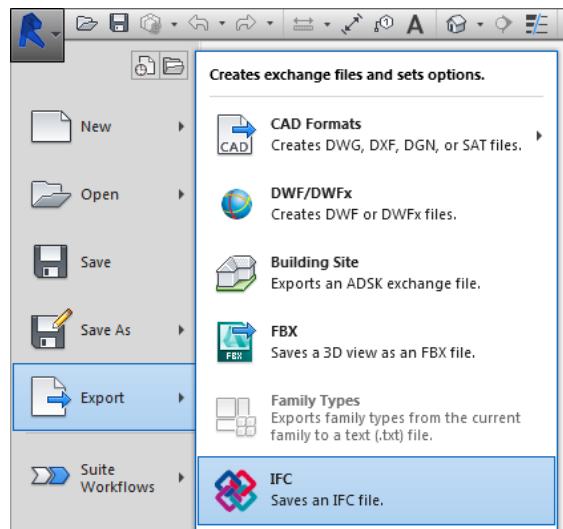 Creates exchange files and sets options.
New
Open
Save
Save As
Export
Suite
Workflows
CAD
CAD Formats
Creates DWG, DXF, DGN, or SAT files.
DWF/DWFx
Creates DWF or DWFx files.
Building Site
Exports an ADSK exchange file.
FBX
FBX
Saves a 3D view as an FBX file.
Family Types
Exports family types from the current
family to a text (.txt) file.
IFC
Saves an IFC file.